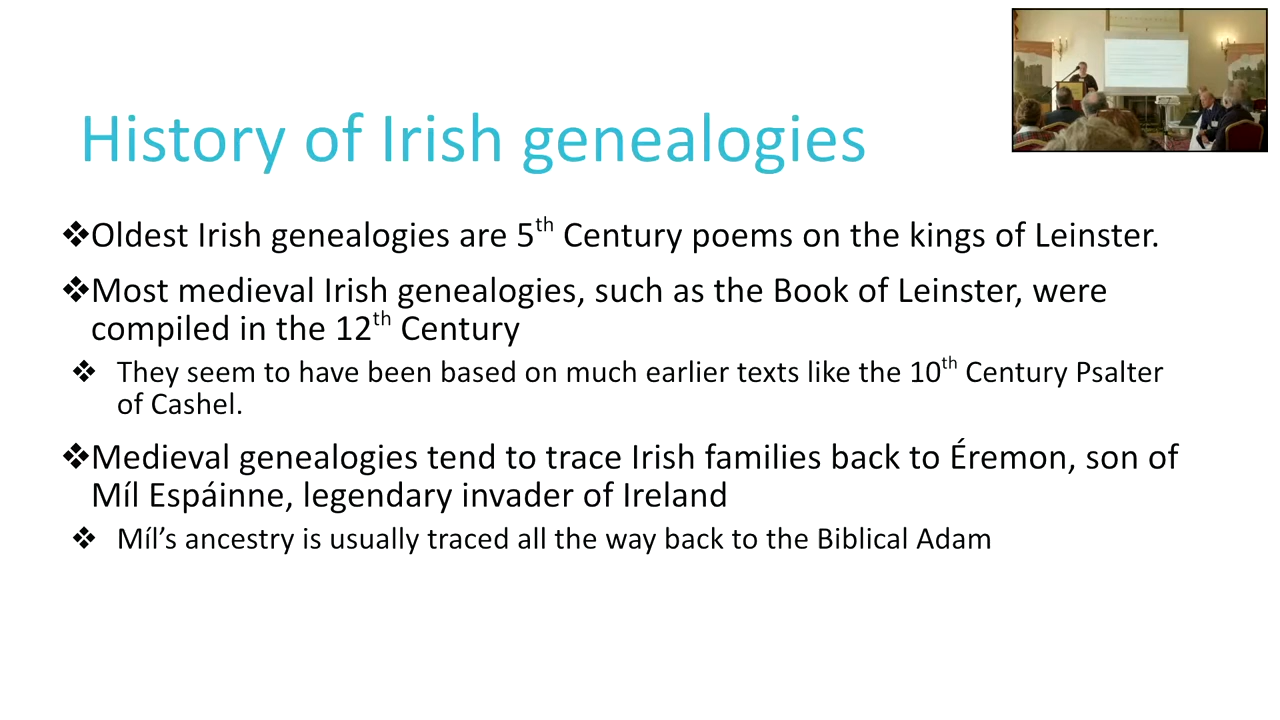 History of Irish genealogies
❖Oldest Irish genealogies are 5th Century poems on the kings of Leinster.
❖Most medieval Irish genealogies, such as the Book of Leinster, were
compiled in the 12th Century
❖ They seem to have been based on much earlier texts like the 10th Century Psalter
of Cashel.
❖Medieval genealogies tend to trace Irish families back to Éremon, son of
Míl Espáinne, legendary invader of Ireland
❖ Míl’s ancestry is usually traced all the way back to the Biblical Adam